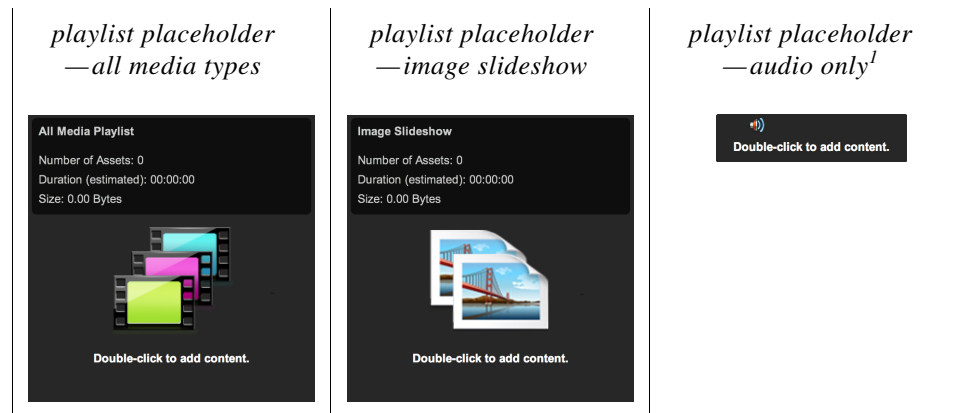 playlist placeholder
—all media types
All Media Playlist
Number of Assets: 0
Duration (estimated): 00:00:00
Size: 0.00 Bytes
Double-click to add content.
playlist placeholder
—image slideshow
Image Slideshow
Number of Assets: 0
Duration (estimated): 00:00:00
Size: 0.00 Bytes
Double-click to add content.
playlist placeholder
—audio only1
Double-click to add content.